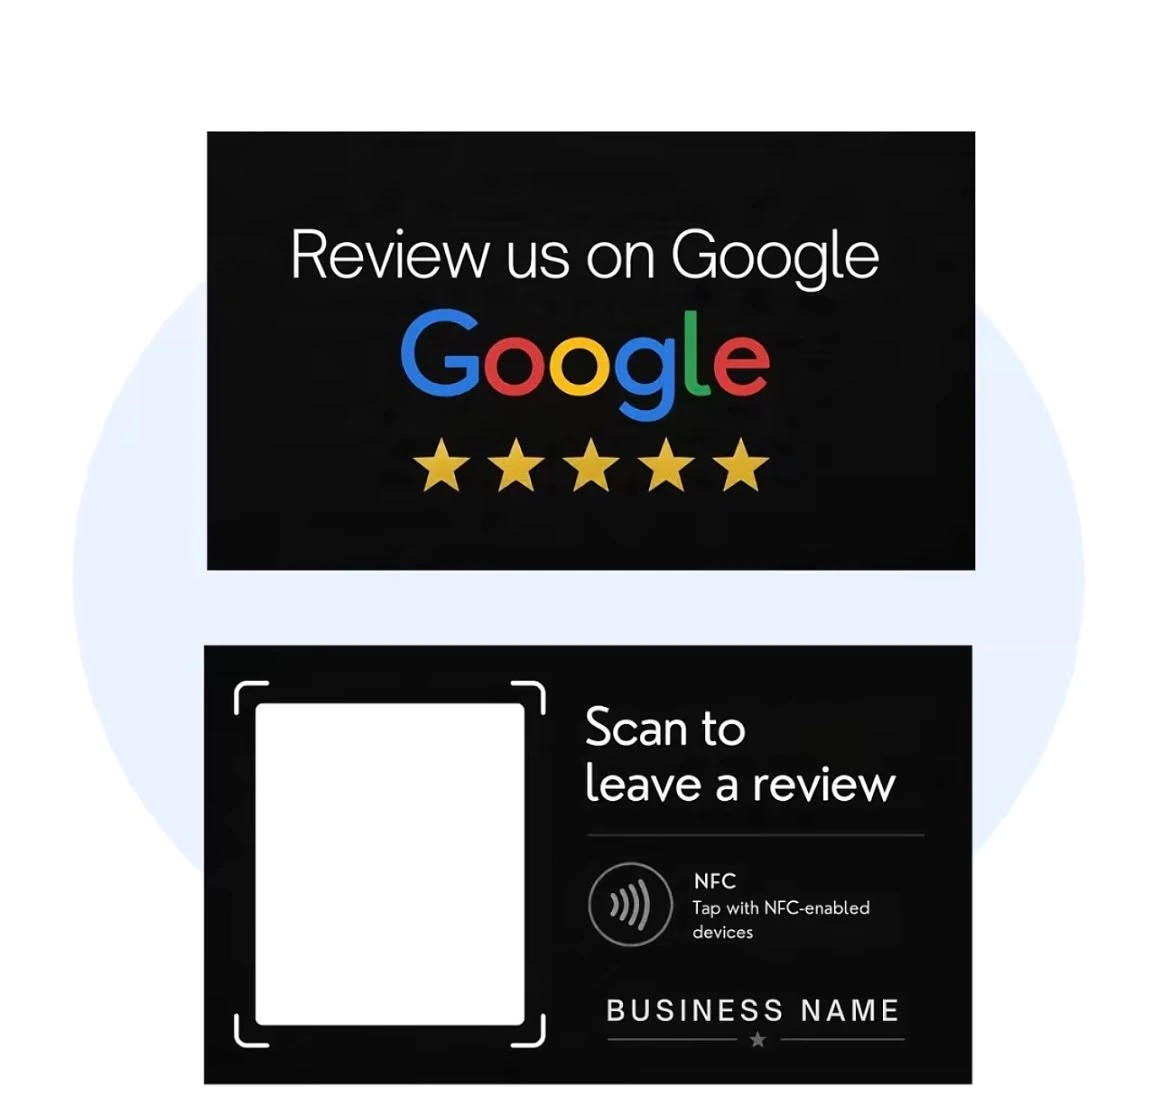 Review us on Google
Google
Scan to
leave a review
NFC
Tap with NFC-enabled
devices
BUSINESS NAME